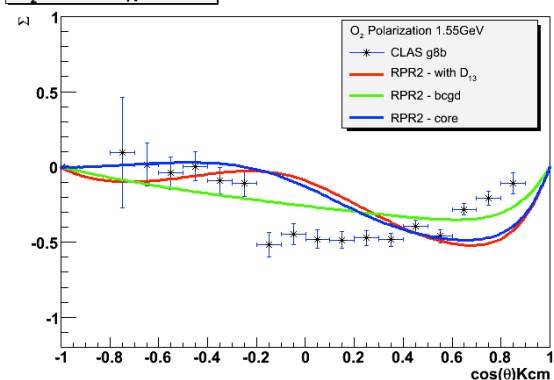 Σ
O_z Polarization 1.55GeV
CLAS g8b
RPR2 - with D_13
RPR2 - bcgd
RPR2 - core
1
0.5
0
-0.5
-1
-1 -0.8 -0.6 -0.4 -0.2 0 0.2 0.4 0.6 0.8 1
cos(θ)Kcm